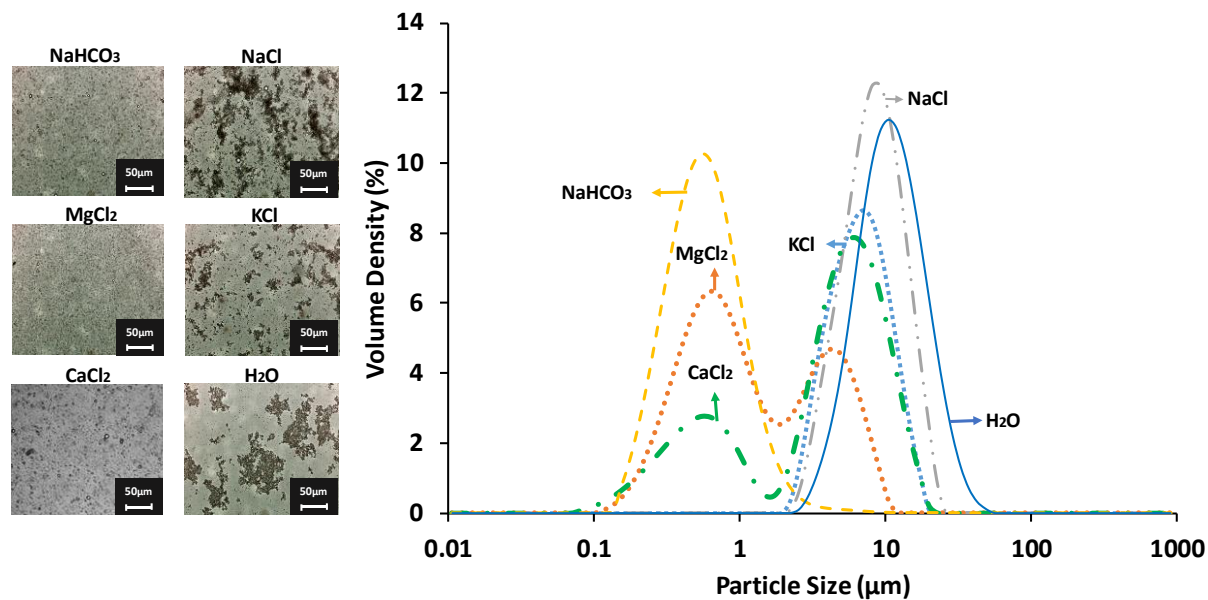 NaHCO₃ NaCl
50µm 50µm
MgCl₂ KCl
50µm 50µm
CaCl₂ H₂O
50µm 50µm
Volume Density (%)
14
12
10
8
6
4
2
0
NaHCO₃
MgCl₂
CaCl₂
KCl
NaCl
H₂O
0.01 0.1 1 10 100 1000
Particle Size (µm)